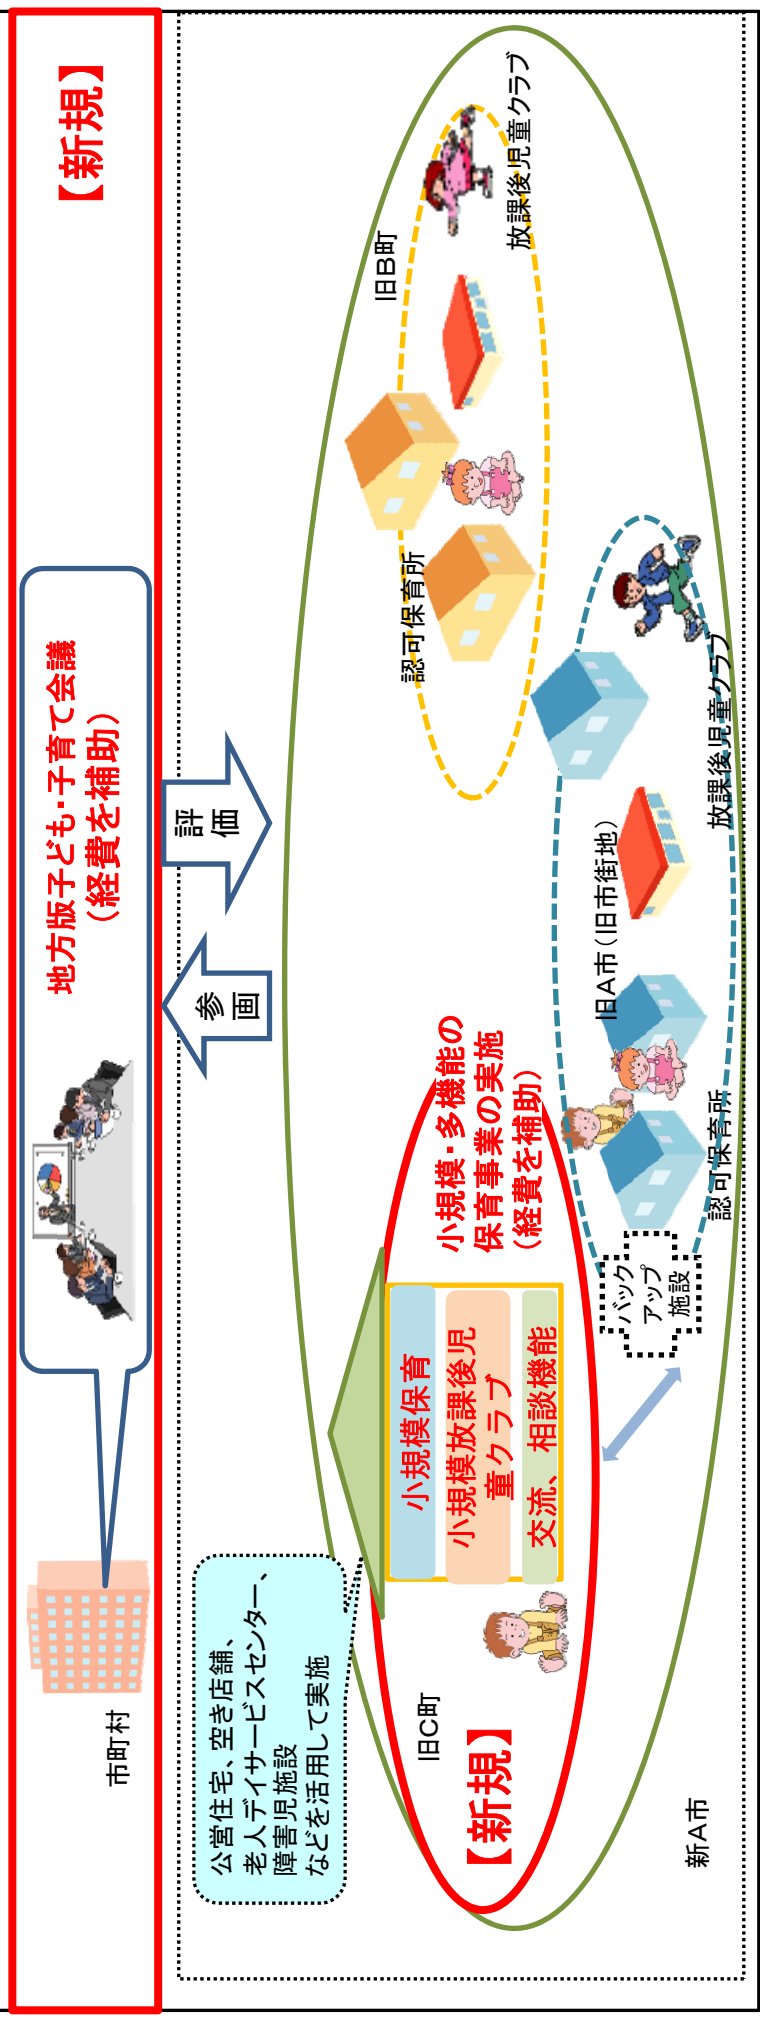 【新規】
地方版子ども・子育て会議
（経費を補助）
市町村
参画
評価
公営住宅、空き店舗、
老人デイサービスセンター、
障害児施設
などを活用して実施
旧C町
【新規】
小規模保育
小規模放課後児
童クラブ
交流、相談機能
小規模・多機能の
保育事業の実施
（経費を補助）
バック
アップ
施設
旧A市（旧市街地）
認可保育所
放課後児童クラブ
旧B町
認可保育所
放課後児童クラブ
新A市